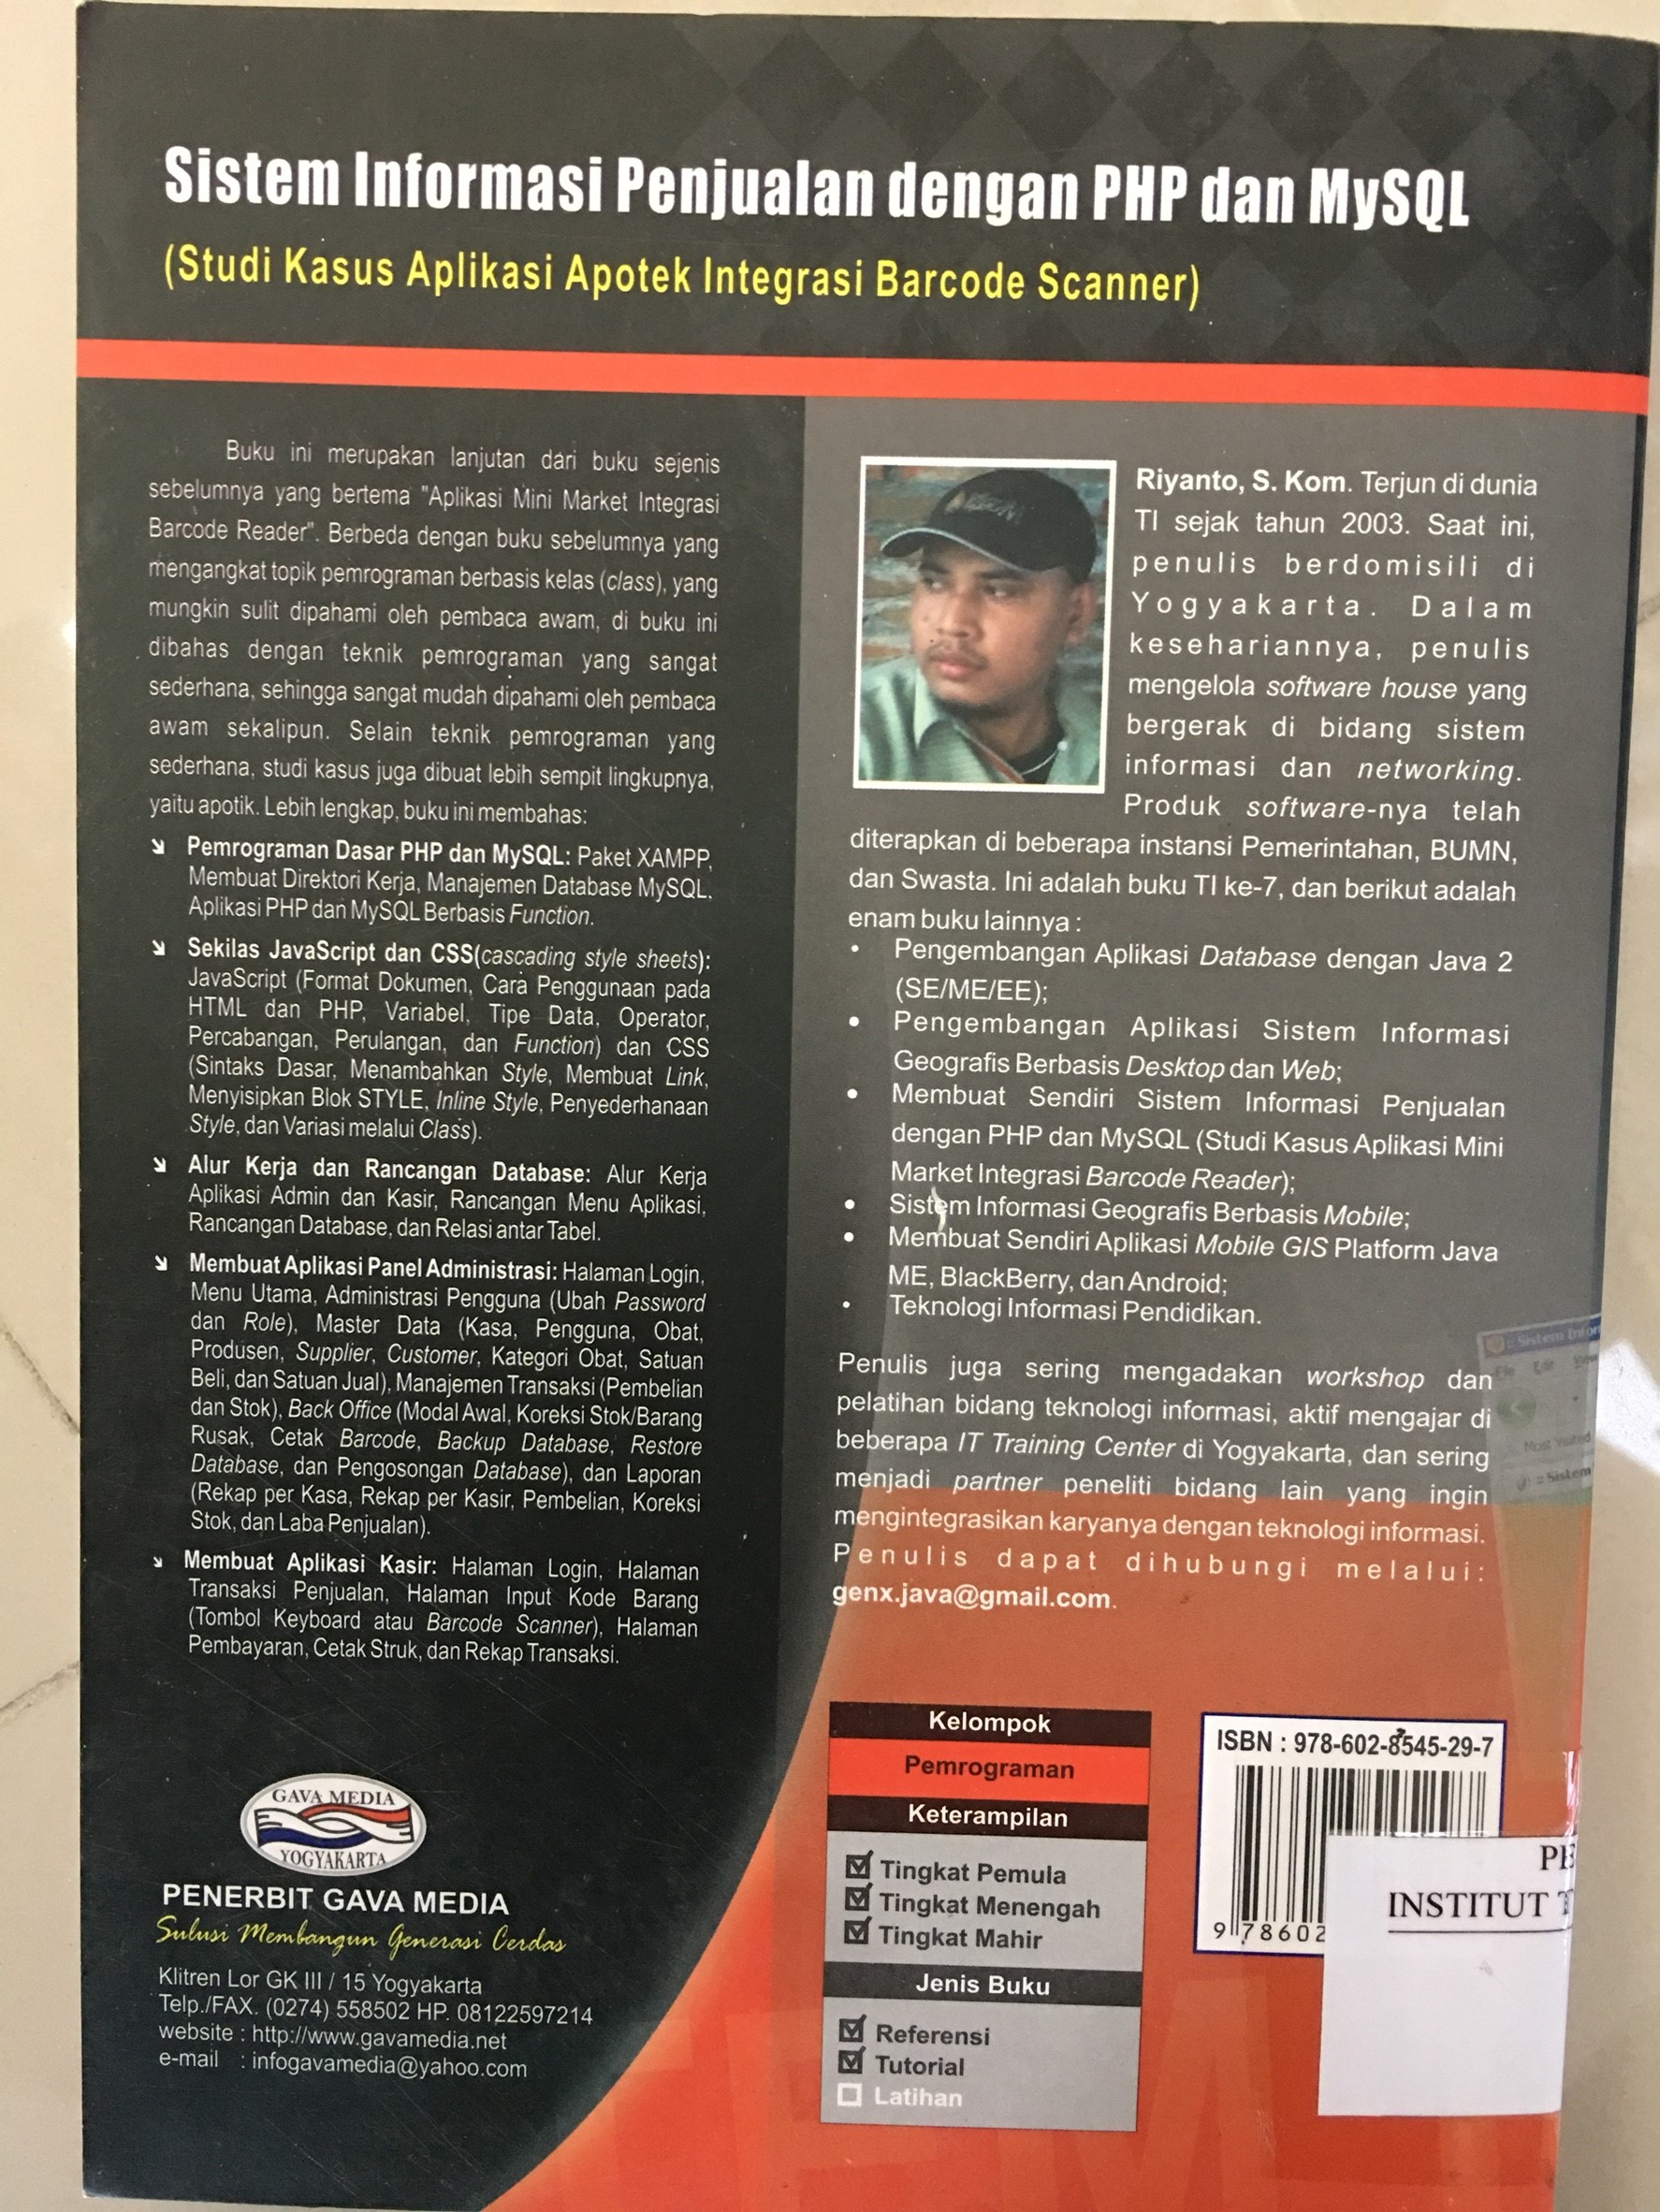 Sistem Informasi Penjualan dengan PHP dan MySQL
(Studi Kasus Aplikasi Apotek Integrasi Barcode Scanner)
Buku ini merupakan lanjutan dari buku sejenis
sebelumnya yang bertema "Aplikasi Mini Market Integrasi
Barcode Reader". Berbeda dengan buku sebelumnya yang
mengangkat topik pemrograman berbasis kelas (class), yang
mungkin sulit dipahami oleh pembaca awam, di buku ini
dibahas dengan teknik pemrograman yang sangat
sederhana, sehingga sangat mudah dipahami oleh pembaca
awam sekalipun. Selain teknik pemrograman yang
sederhana, studi kasus juga dibuat lebih sempit lingkupnya,
yaitu apotik. Lebih lengkap, buku ini membahas:
Pemrograman Dasar PHP dan MySQL: Paket XAMPP,
Membuat Direktori Kerja, Manajemen Database MySQL,
Aplikasi PHP dan MySQL Berbasis Function.
Sekilas JavaScript dan CSS(cascading style sheets):
JavaScript (Format Dokumen, Cara Penggunaan pada
HTML dan PHP, Variabel, Tipe Data, Operator,
Percabangan, Perulangan, dan Function) dan CSS
(Sintaks Dasar, Menambahkan Style, Membuat Link,
Menyisipkan Blok STYLE, Inline Style, Penyederhanaan
Style, dan Variasi melalui Class).
Alur Kerja dan Rancangan Database: Alur Kerja
Aplikasi Admin dan Kasir, Rancangan Menu Aplikasi,
Rancangan Database, dan Relasi antar Tabel.
Membuat Aplikasi Panel Administrasi: Halaman Login,
Menu Utama, Administrasi Pengguna (Ubah Password
dan Role), Master Data (Kasa, Pengguna, Obat,
Produsen, Supplier, Customer, Kategori Obat, Satuan
Beli, dan Satuan Jual), Manajemen Transaksi (Pembelian
dan Stok), Back Office (Modal Awal, Koreksi Stok/Barang
Rusak, Cetak Barcode, Backup Database, Restore
Database, dan Pengosongan Database), dan Laporan
(Rekap per Kasa, Rekap per Kasir, Pembelian, Koreksi
Stok, dan Laba Penjualan).
Membuat Aplikasi Kasir: Halaman Login, Halaman
Transaksi Penjualan, Halaman Input Kode Barang
(Tombol Keyboard atau Barcode Scanner), Halaman
Pembayaran, Cetak Struk, dan Rekap Transaksi.
GAVA MEDIA
YOGYAKARTA
PENERBIT GAVA MEDIA
Sulusi Membangun Generasi Cerdas
Klitren Lor GK III / 15 Yogyakarta
Telp./FAX. (0274) 558502 HP. 08122597214
website : http://www.gavamedia.net
e-mail : infogavamedia@yahoo.com
Riyanto, S. Kom. Terjun di dunia
TI sejak tahun 2003. Saat ini,
penulis berdomisili di
Yogyakarta. Dalam
kesehariannya, penulis
mengelola software house yang
bergerak di bidang sistem
informasi dan networking.
Produk software-nya telah
diterapkan di beberapa instansi Pemerintahan, BUMN,
dan Swasta. Ini adalah buku TI ke-7, dan berikut adalah
enam buku lainnya :
• Pengembangan Aplikasi Database dengan Java 2
(SE/ME/EE);
• Pengembangan Aplikasi Sistem Informasi
Geografis Berbasis Desktop dan Web;
• Membuat Sendiri Sistem Informasi Penjualan
dengan PHP dan MySQL (Studi Kasus Aplikasi Mini
Market Integrasi Barcode Reader);
• Sistem Informasi Geografis Berbasis Mobile;
• Membuat Sendiri Aplikasi Mobile GIS Platform Java
ME, BlackBerry, dan Android;
• Teknologi Informasi Pendidikan.
Penulis juga sering mengadakan workshop dan
pelatihan bidang teknologi informasi, aktif mengajar di
beberapa IT Training Center di Yogyakarta, dan sering
menjadi partner peneliti bidang lain yang ingin
mengintegrasikan karyanya dengan teknologi informasi.
Penulis dapat dihubungi melalui:
genx.java@gmail.com.
Sistem
File Edit View
Most Visited
Sistem
Kelompok
Pemrograman
Keterampilan
Tingkat Pemula
Tingkat Menengah
Tingkat Mahir
Jenis Buku
Referensi
Tutorial
Latihan
ISBN : 978-602-8545-29-7
9 78602
PE
INSTITUT T